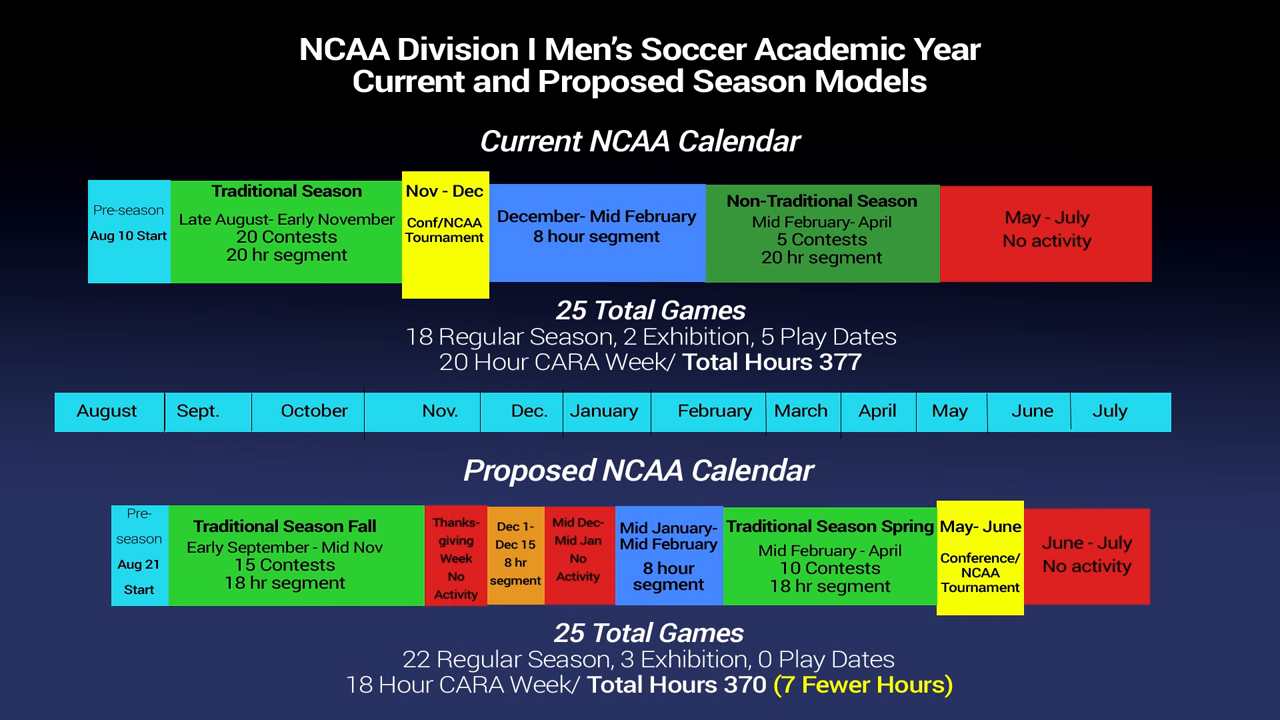 NCAA Division I Men's Soccer Academic Year
Current and Proposed Season Models
Current NCAA Calendar
Pre-season
Aug 10 Start
Traditional Season
Late August- Early November
20 Contests
20 hr segment
Nov - Dec
Conf/NCAA
Tournament
December- Mid February
8 hour segment
Non-Traditional Season
Mid February- April
5 Contests
20 hr segment
May - July
No activity
25 Total Games
18 Regular Season, 2 Exhibition, 5 Play Dates
20 Hour CARA Week/ Total Hours 377
August Sept. October Nov. Dec. January February March April May June July
Proposed NCAA Calendar
Pre-
season
Aug 21
Start
Traditional Season Fall
Early September - Mid Nov
15 Contests
18 hr segment
Thanks-
giving
Week
No
Activity
Dec 1-
Dec 15
8 hr
segment
Mid Dec-
Mid Jan
No
Activity
Mid January-
Mid February
8 hour
segment
Traditional Season Spring
Mid February - April
10 Contests
18 hr segment
May- June
Conference/
NCAA
Tournament
June - July
No activity
25 Total Games
22 Regular Season, 3 Exhibition, 0 Play Dates
18 Hour CARA Week/ Total Hours 370 (7 Fewer Hours)